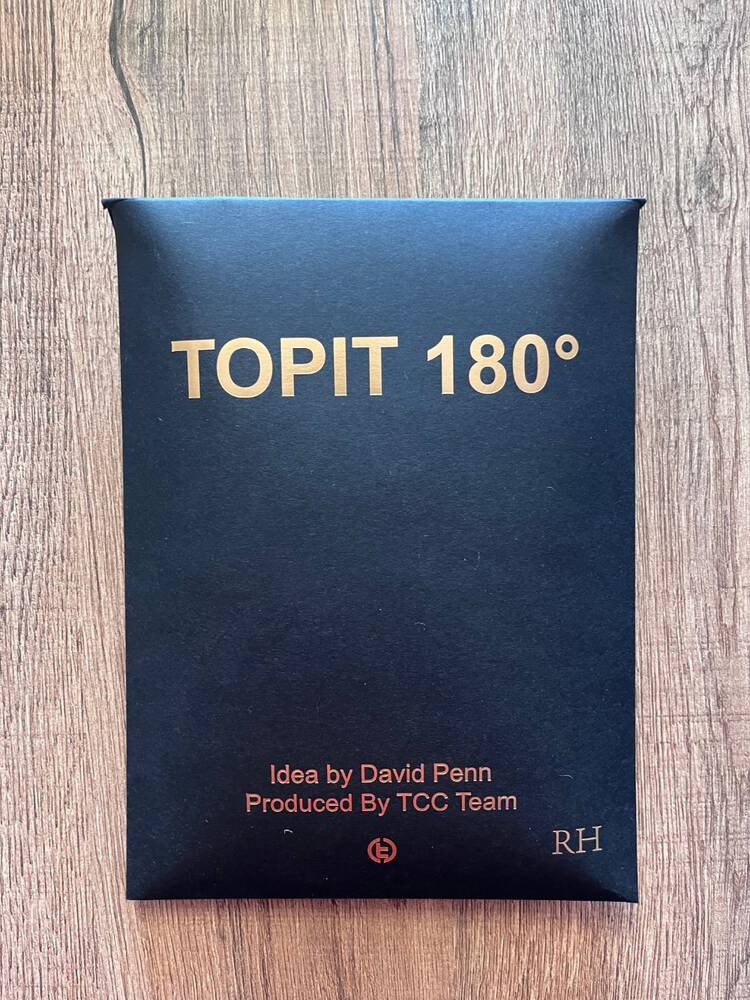 TOPIT 180°
Idea by David Penn
Produced By TCC Team
RH